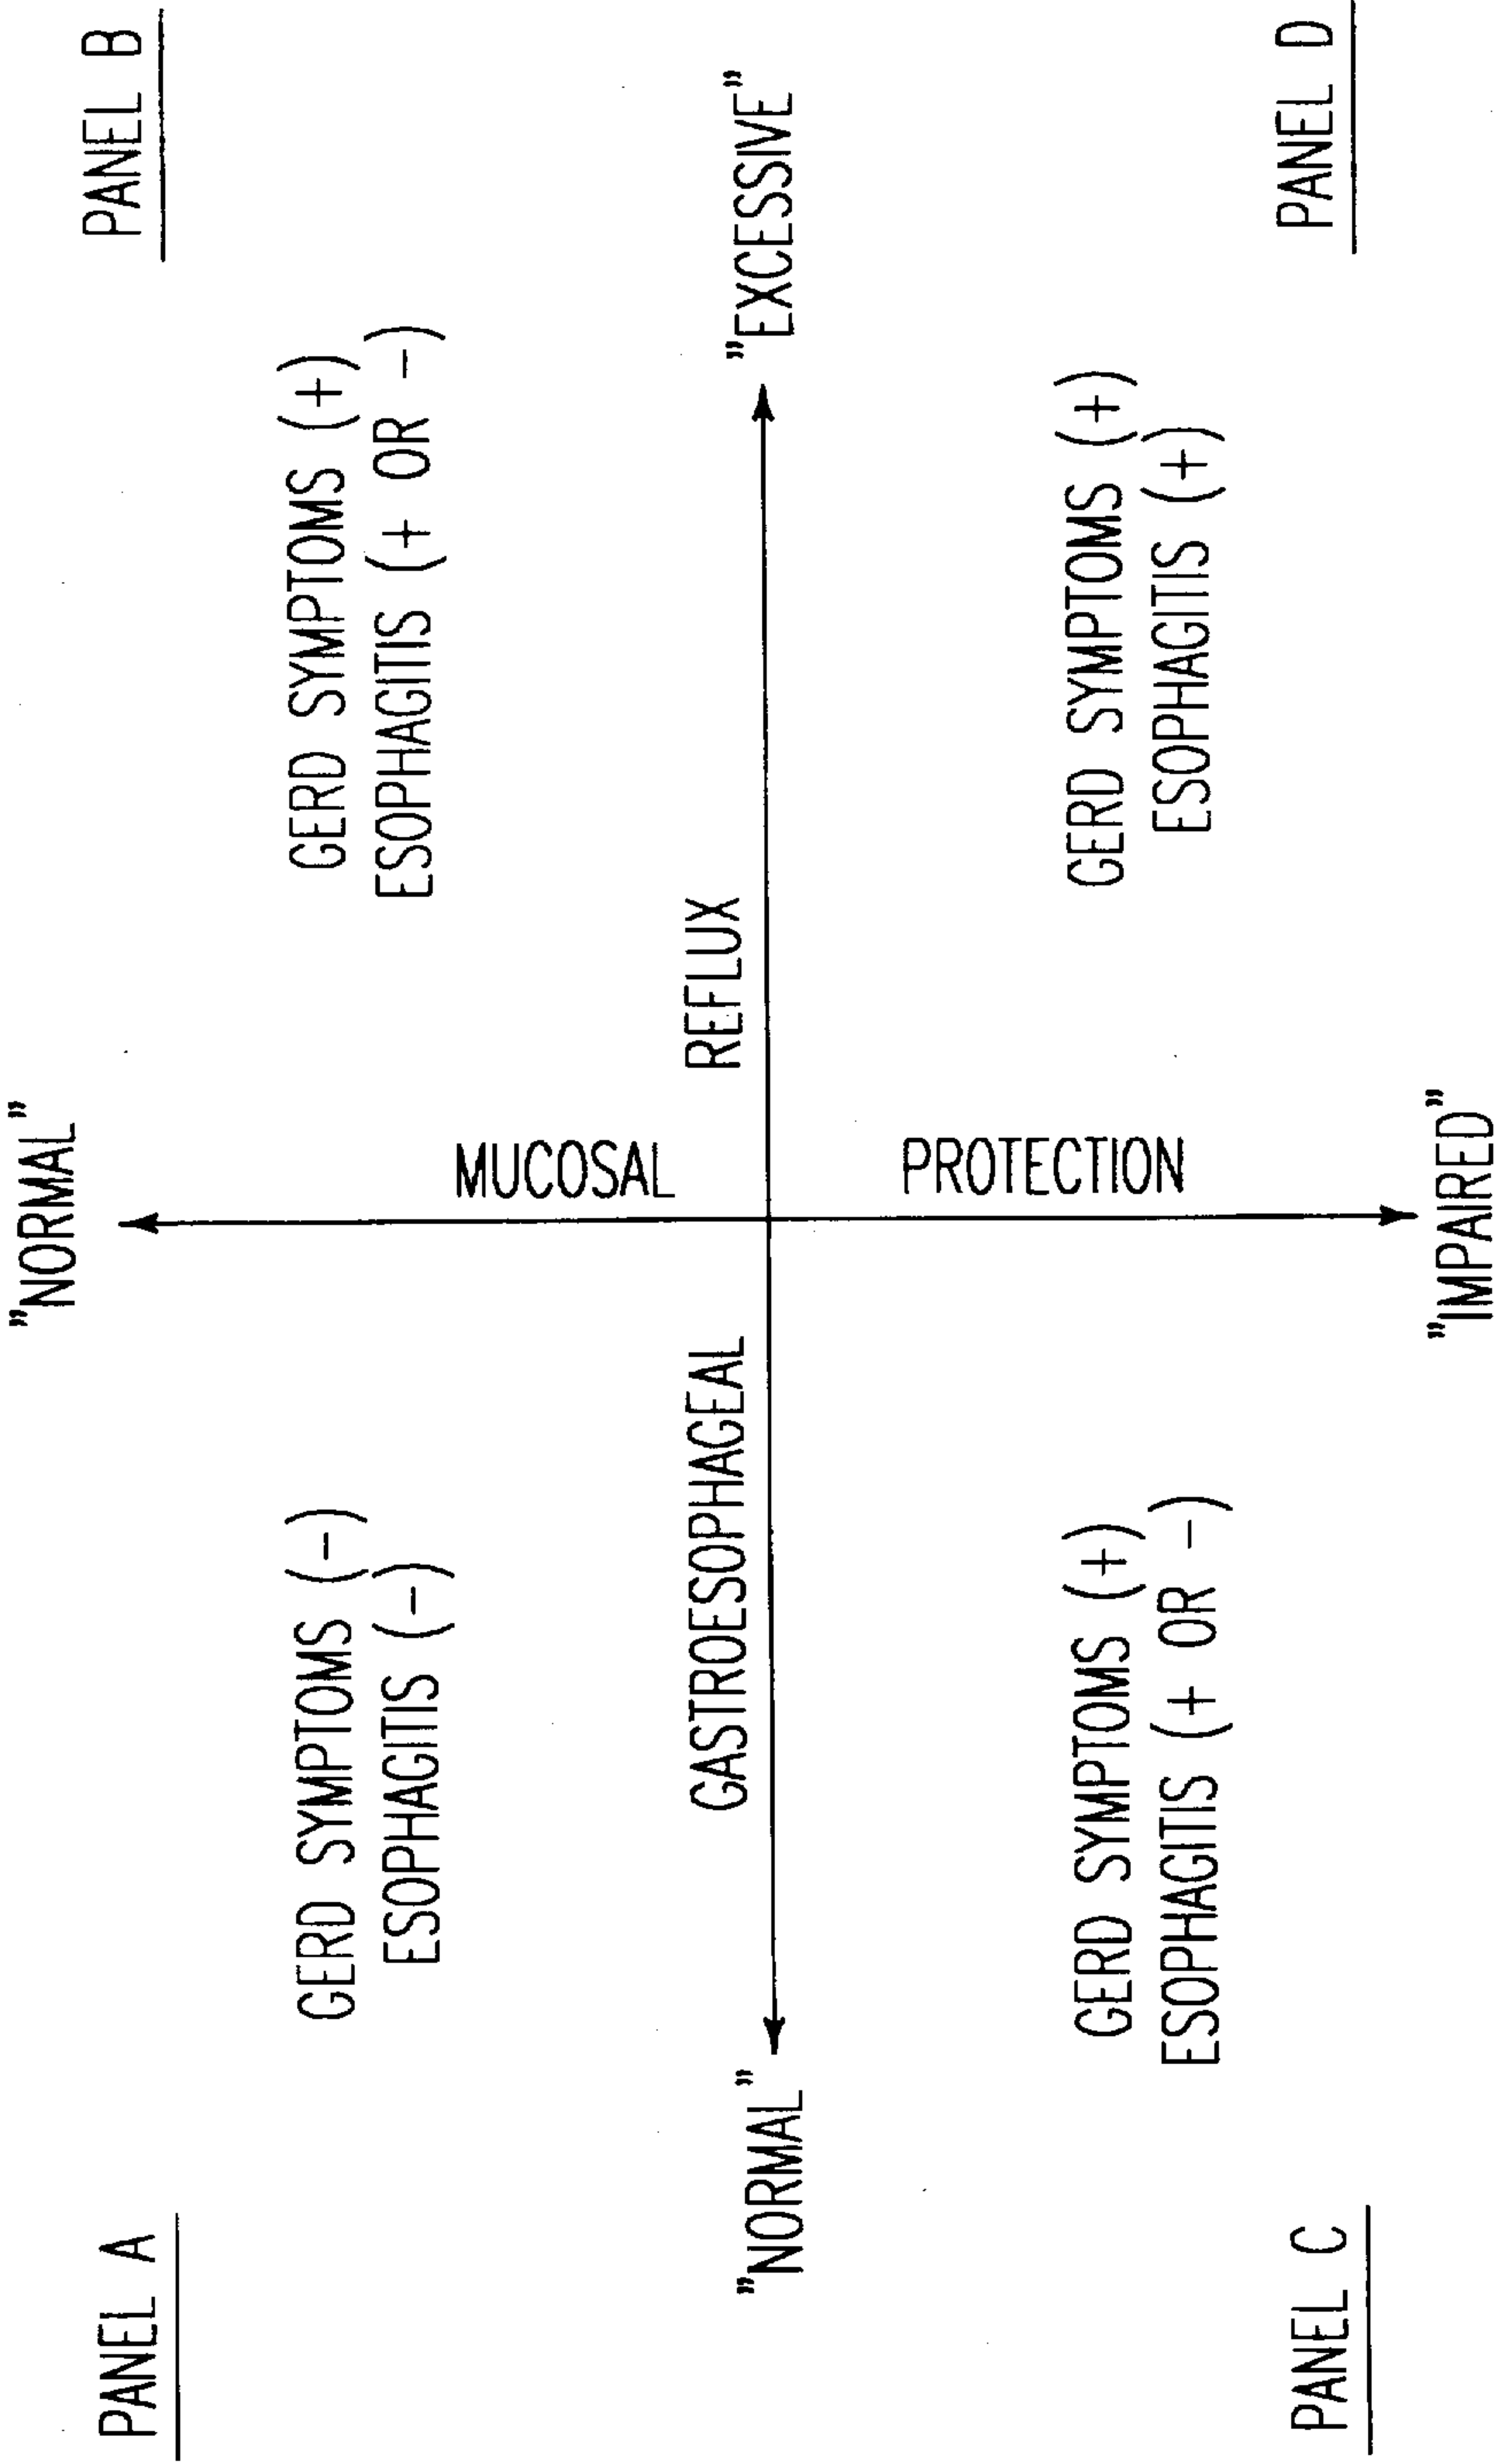 PANEL A
"NORMAL"
PANEL B
GERD SYMPTOMS (-)
ESOPHAGITIS (-)
GERD SYMPTOMS (+)
ESOPHAGITIS (+ OR -)
MUCOSAL
GASTROESOPHAGEAL
REFLUX
"NORMAL"
"EXCESSIVE"
PROTECTION
GERD SYMPTOMS (+)
ESOPHAGITIS (+ OR -)
GERD SYMPTOMS (+)
ESOPHAGITIS (+)
PANEL C
"IMPAIRED"
PANEL D